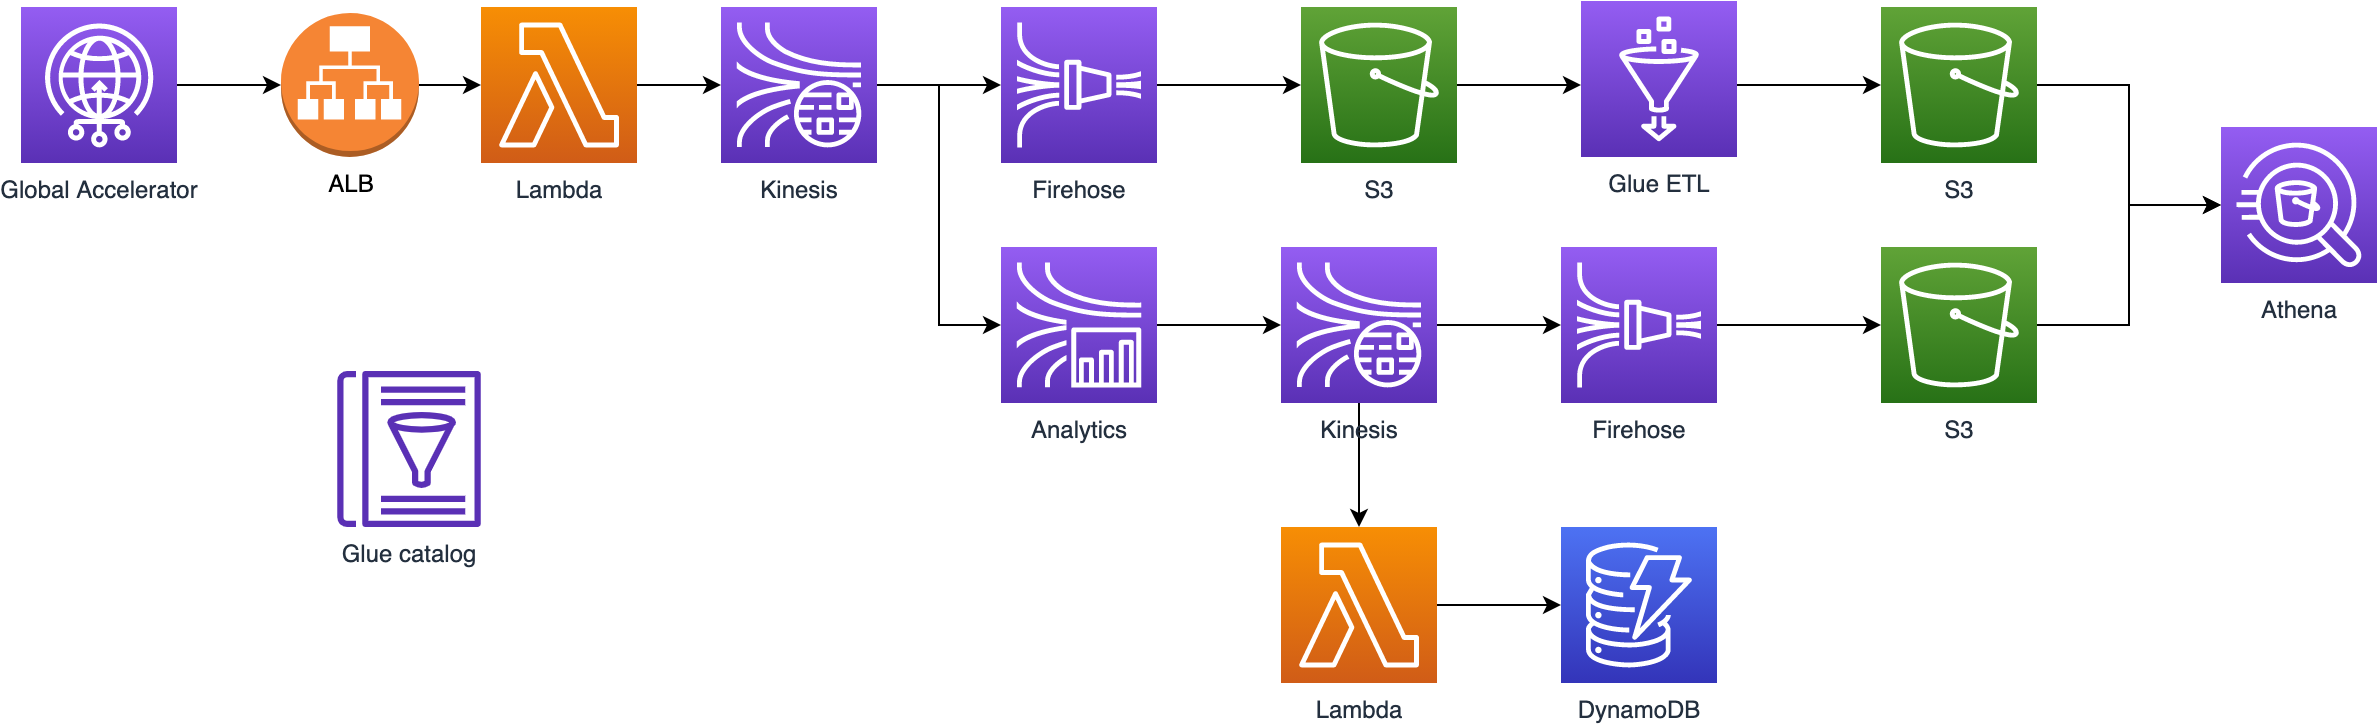 Global Accelerator
ALB
Lambda
Kinesis
Firehose
S3
Glue ETL
S3
Athena
Analytics
Kinesis
Firehose
S3
Glue catalog
Lambda
DynamoDB